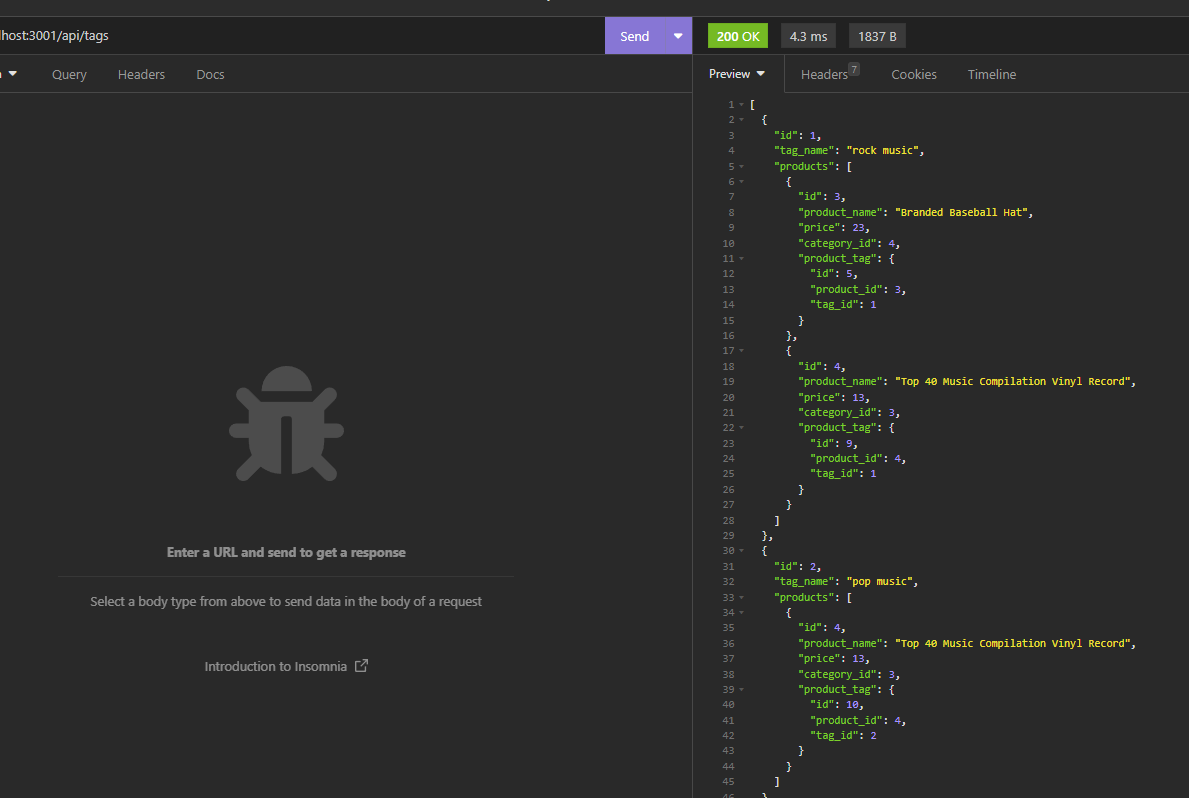 lhost:3001/api/tags
Send
200 OK
4.3 ms
1837 B
Query
Headers
Docs
Preview
Headers 7
Cookies
Timeline
Enter a URL and send to get a response
Select a body type from above to send data in the body of a request
Introduction to Insomnia
1 [
2 {
3 "id": 1,
4 "tag_name": "rock music",
5 "products": [
6 {
7 "id": 3,
8 "product_name": "Branded Baseball Hat",
9 "price": 23,
10 "category_id": 4,
11 "product_tag": {
12 "id": 5,
13 "product_id": 3,
14 "tag_id": 1
15 }
16 },
17 {
18 "id": 4,
19 "product_name": "Top 40 Music Compilation Vinyl Record",
20 "price": 13,
21 "category_id": 3,
22 "product_tag": {
23 "id": 9,
24 "product_id": 4,
25 "tag_id": 1
26 }
27 }
28 ]
29 },
30 {
31 "id": 2,
32 "tag_name": "pop music",
33 "products": [
34 {
35 "id": 4,
36 "product_name": "Top 40 Music Compilation Vinyl Record",
37 "price": 13,
38 "category_id": 3,
39 "product_tag": {
40 "id": 10,
41 "product_id": 4,
42 "tag_id": 2
43 }
44 }
45 ]
46 },